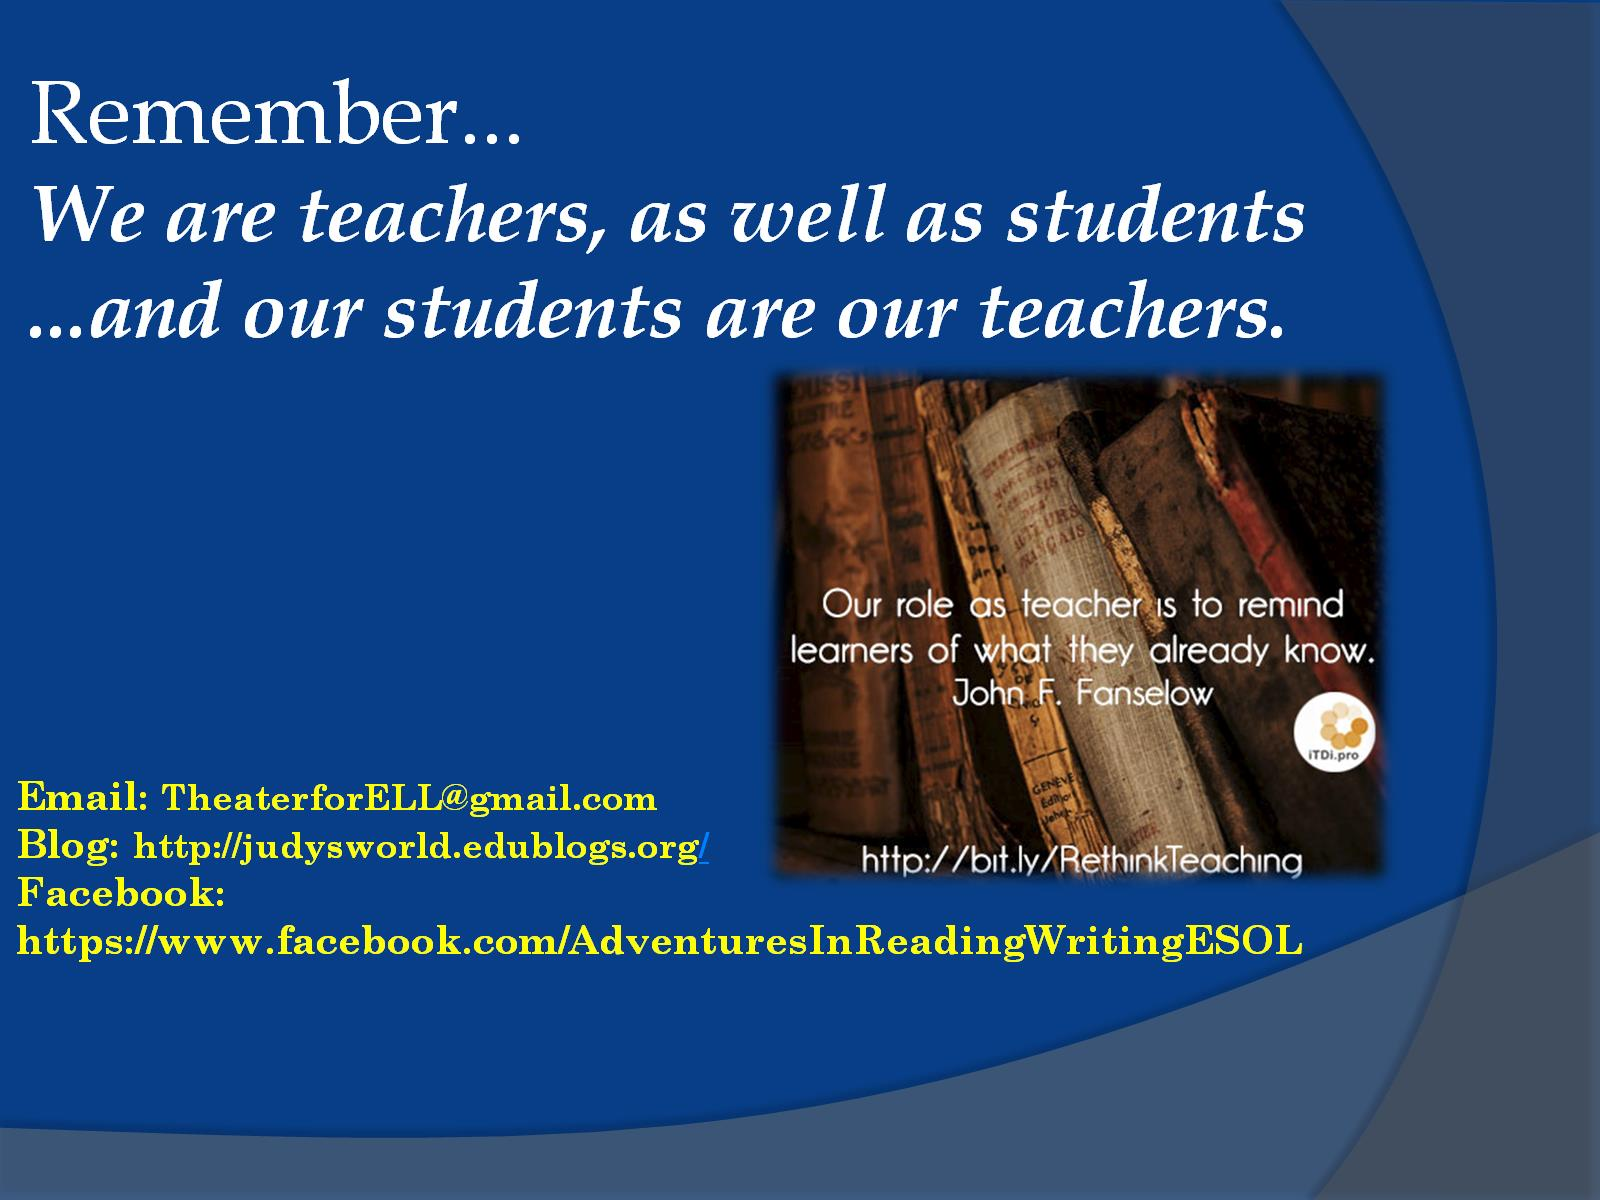 Remember...
We are teachers, as well as students
...and our students are our teachers.
Our role as teacher is to remind
learners of what they already know.
John F. Fanselow
iTDi.pro
http://bit.ly/RethinkTeaching
Email: TheaterforELL@gmail.com
Blog: http://judysworld.edublogs.org/
Facebook:
https://www.facebook.com/AdventuresInReadingWritingESOL